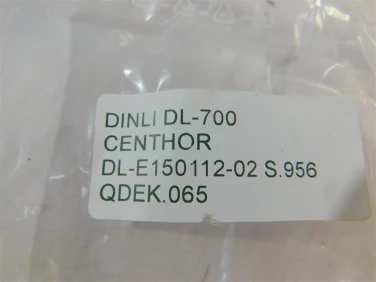 DINLI DL-700
CENTHOR
DL-E150112-02 S.956
QDEK.065